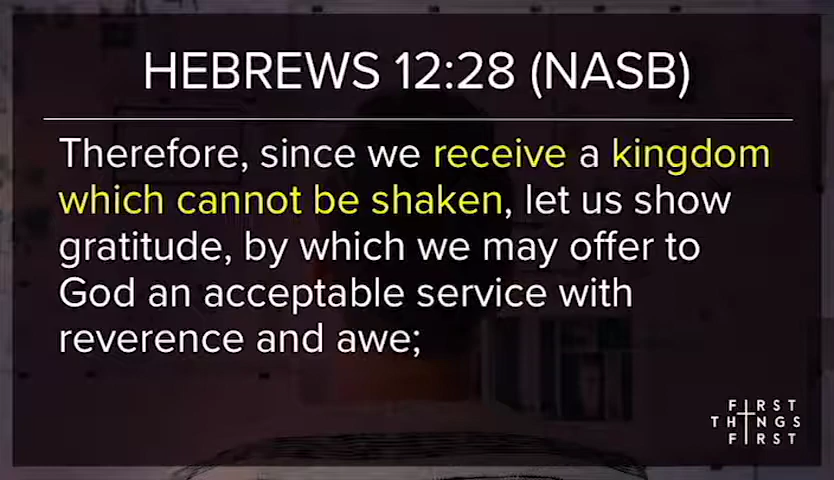 HEBREWS 12:28 (NASB)
Therefore, since we receive a kingdom
which cannot be shaken, let us show
gratitude, by which we may offer to
God an acceptable service with
reverence and awe;
FIRST
THINGS
FIRST